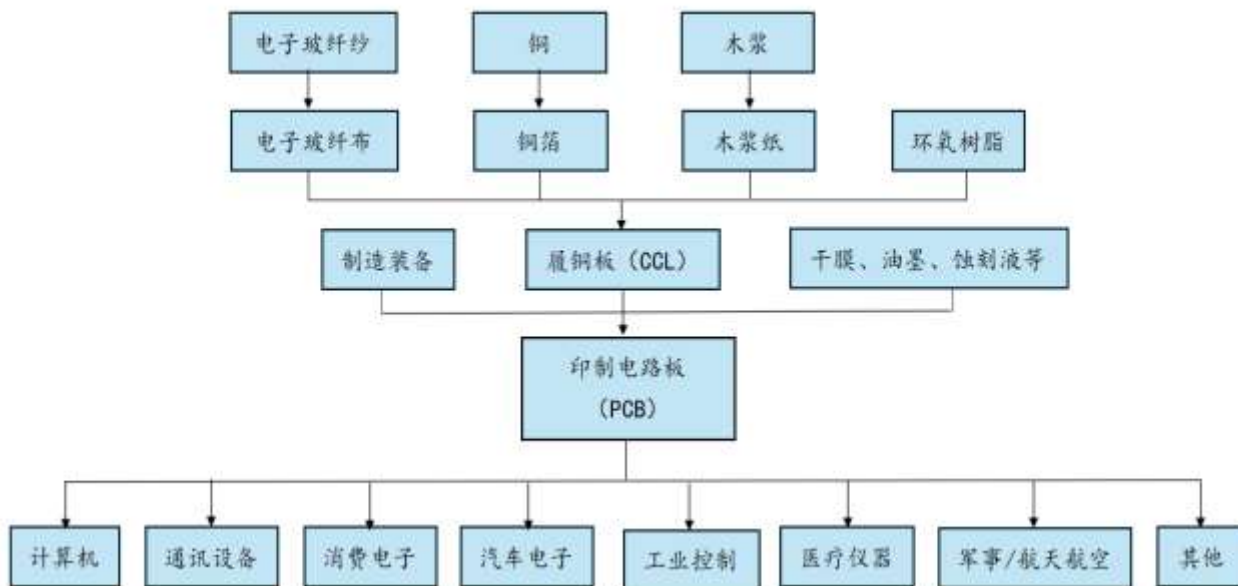 电子玻纤纱
铜
木浆
电子玻纤布
铜箔
木浆纸
环氧树脂
制造装备
履铜板（CCL）
干膜、油墨、蚀刻液等
印制电路板
（PCB）
计算机
通讯设备
消费电子
汽车电子
工业控制
医疗仪器
军事/航天航空
其他